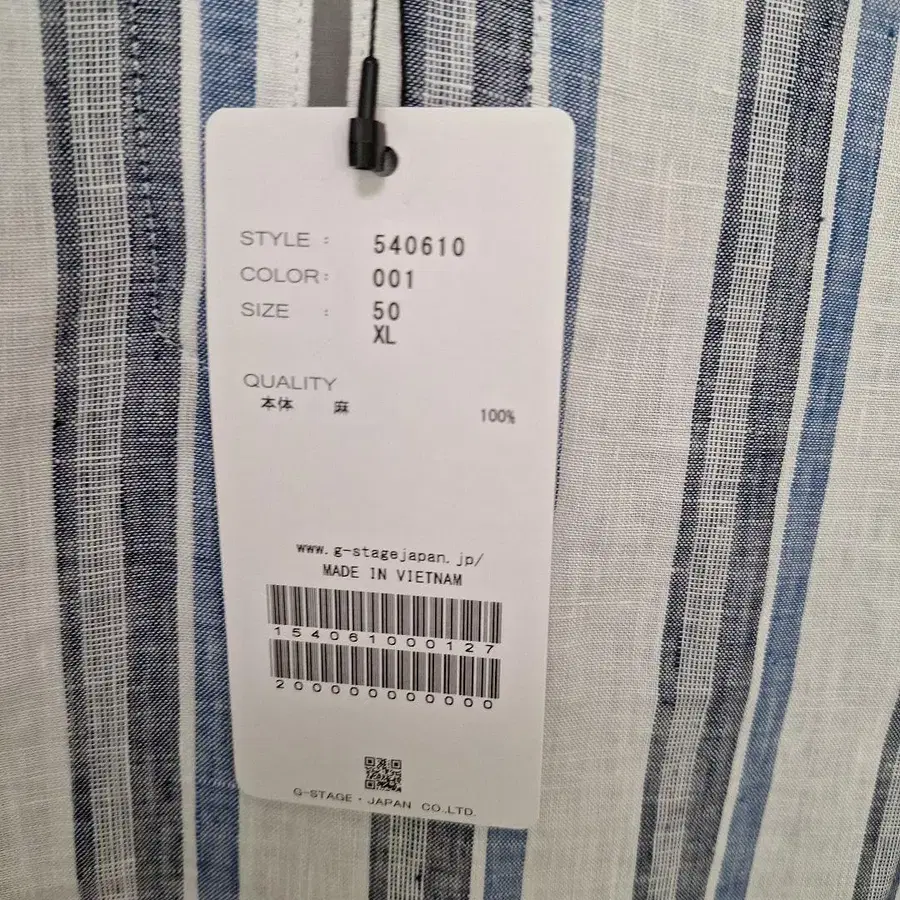 STYLE : 540610
COLOR: 001
SIZE : 50
XL
QUALITY
本体 麻 100%
www.g-stagejapan.jp/
MADE IN VIETNAM
1540610000127
2000000000000
G-STAGE・JAPAN CO.,LTD.